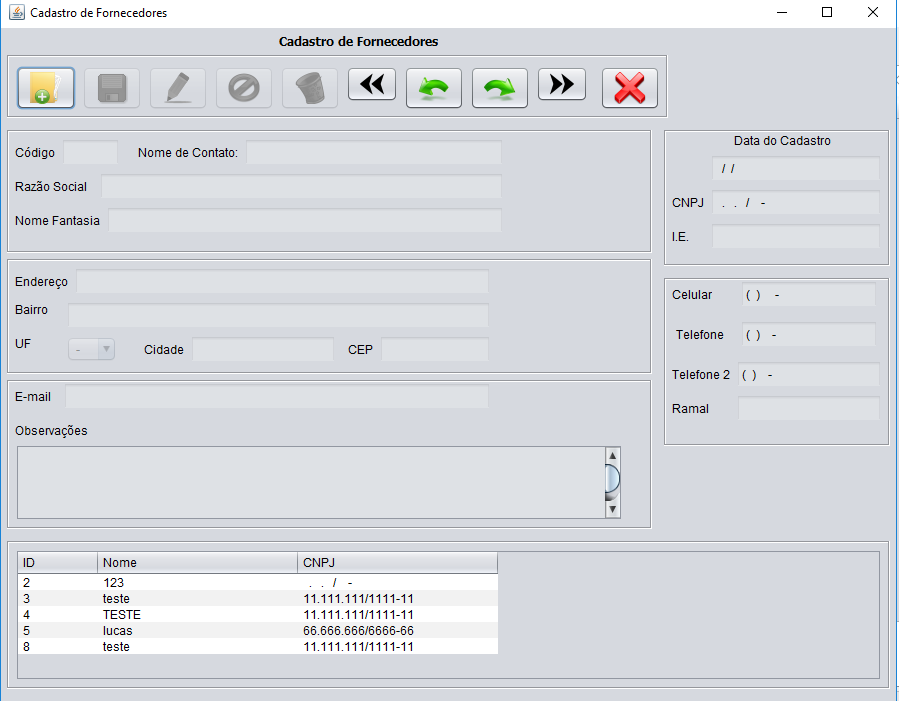 Cadastro de Fornecedores
Cadastro de Fornecedores
Código Nome de Contato:
Razão Social
Nome Fantasia
Data do Cadastro
/ /
CNPJ . . / -
I.E.
Endereço
Bairro
UF - Cidade CEP
Celular ( ) -
Telefone ( ) -
Telefone 2 ( ) -
Ramal
E-mail
Observações
ID Nome CNPJ
2 123 . . / -
3 teste 11.111.111/1111-11
4 TESTE 11.111.111/1111-11
5 lucas 66.666.666/6666-66
8 teste 11.111.111/1111-11